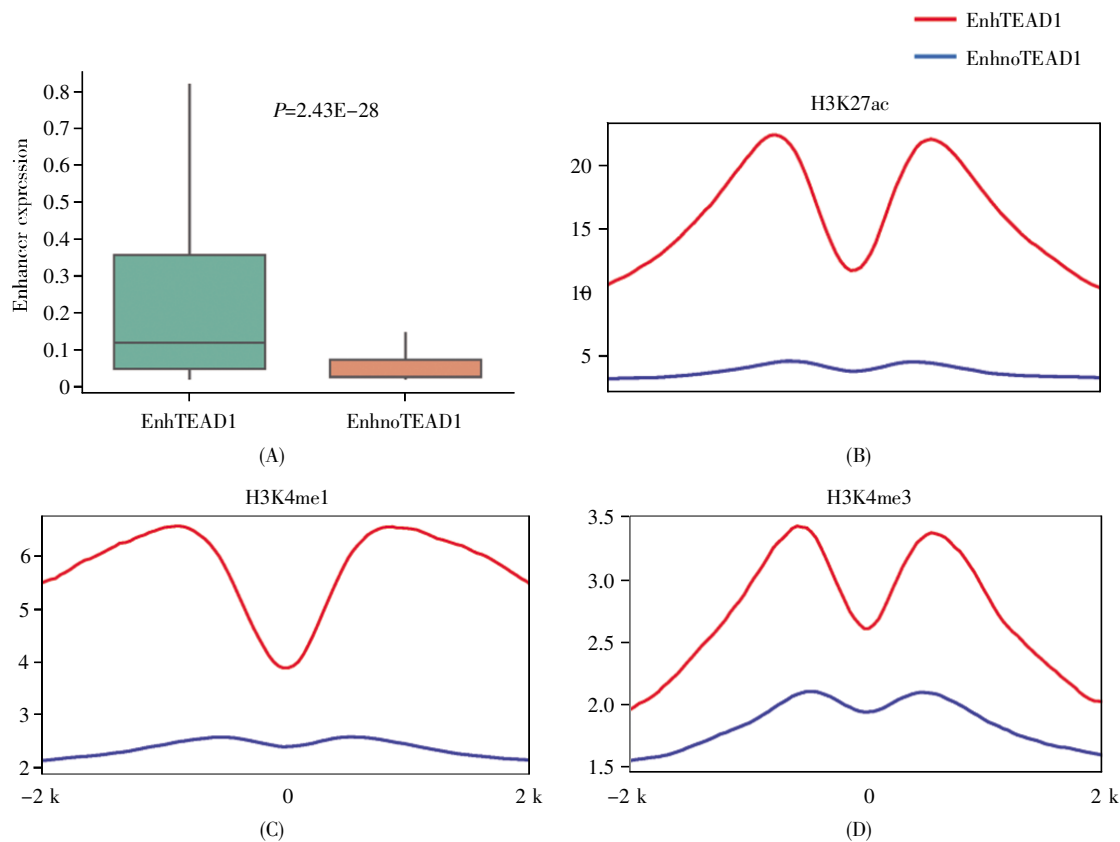 EnhTEAD1
EnhnoTEAD1
Enhancer expression
0.8
0.7
0.6
0.5
0.4
0.3
0.2
0.1
0
P=2.43E−28
EnhTEAD1
EnhnoTEAD1
(A)
H3K27ac
20
15
10
5
(B)
H3K4me1
6
5
4
3
2
−2 k
0
2 k
(C)
H3K4me3
3.5
3.0
2.5
2.0
1.5
−2 k
0
2 k
(D)